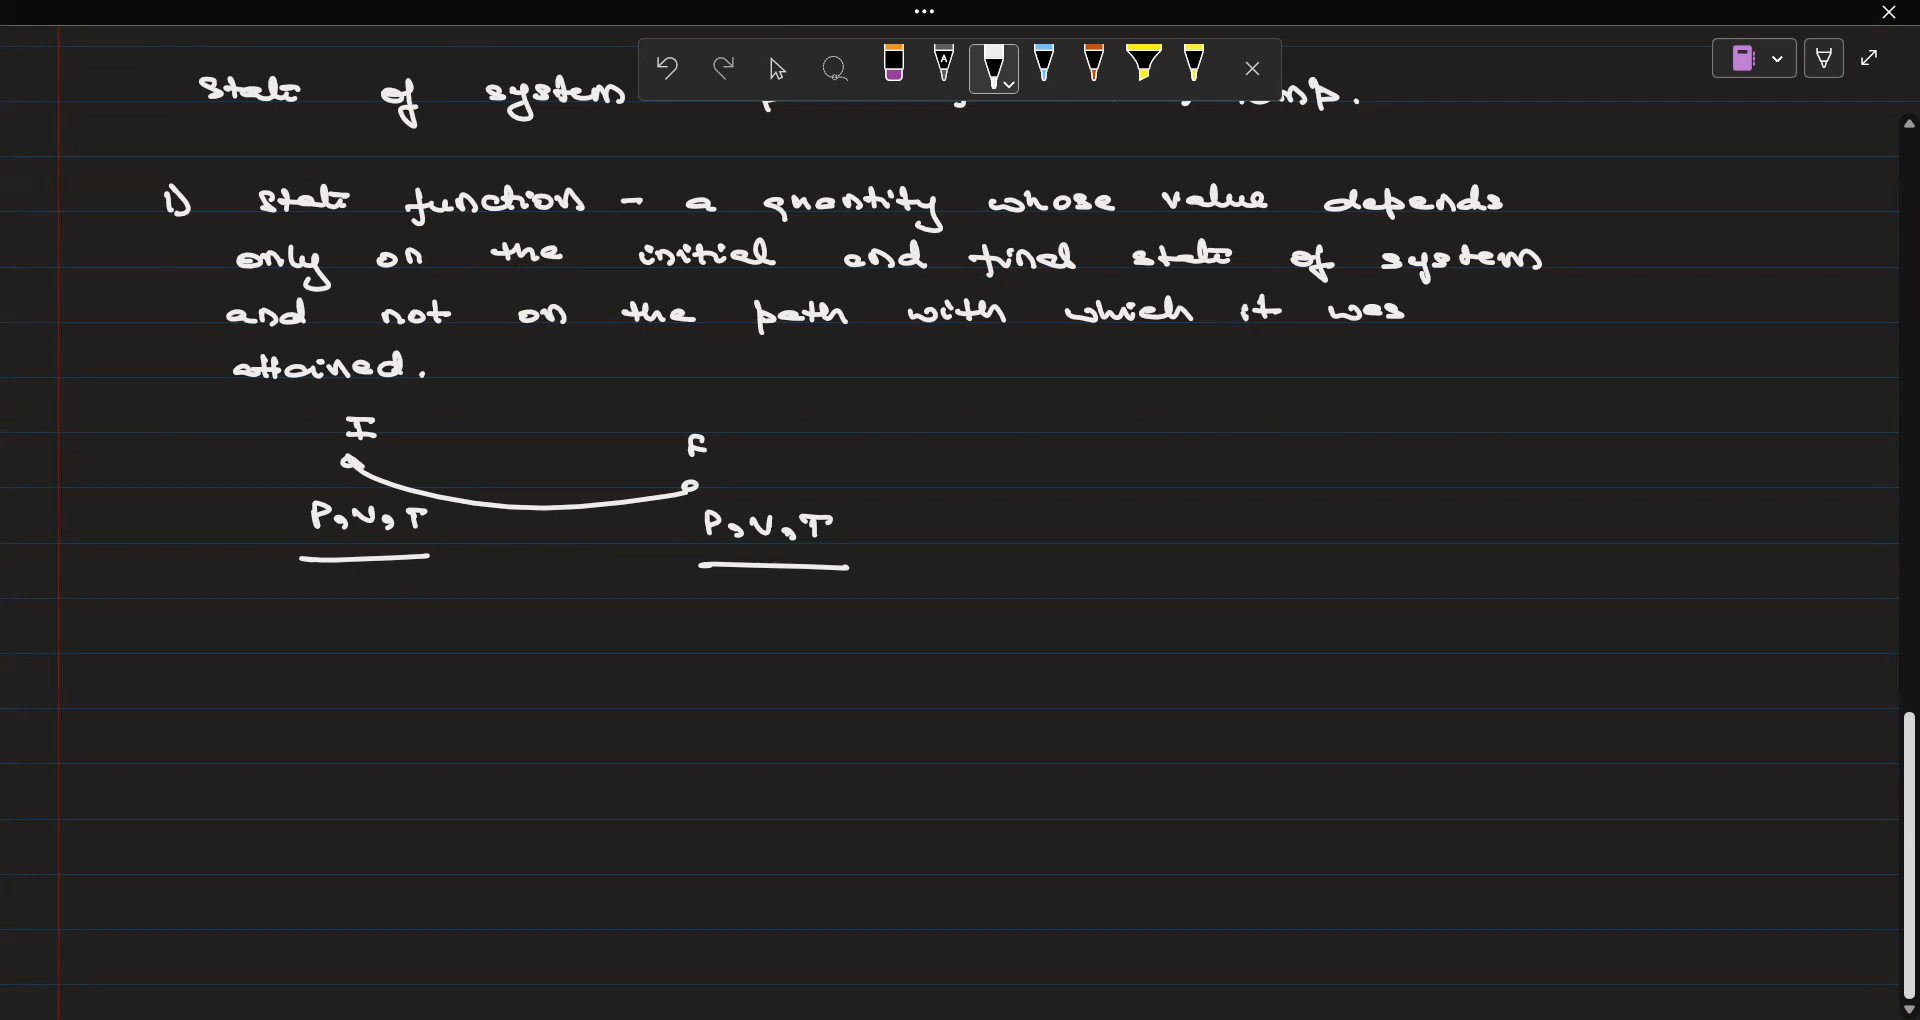 State of system
1) State function - a quantity whose value depends
only on the initial and final state of system
and not on the path with which it was
attained.
I
F
P, V, T
P, V, T